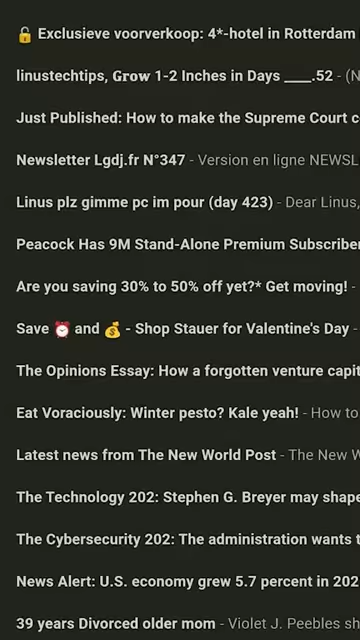 🔓 Exclusieve voorverkoop: 4*-hotel in Rotterdam
linustechtips, 𝐆𝐫𝐨𝐰 1-2 Inches in Days ____.52 - (N
Just Published: How to make the Supreme Court c
Newsletter Lgdj.fr N°347 - Version en ligne NEWSL
Linus plz gimme pc im pour (day 423) - Dear Linus,
Peacock Has 9M Stand-Alone Premium Subscriber
Are you saving 30% to 50% off yet?* Get moving! -
Save ⏰ and 💰 - Shop Stauer for Valentine's Day -
The Opinions Essay: How a forgotten venture capit
Eat Voraciously: Winter pesto? Kale yeah! - How to
Latest news from The New World Post - The New W
The Technology 202: Stephen G. Breyer may shape
The Cybersecurity 202: The administration wants t
News Alert: U.S. economy grew 5.7 percent in 202
39 years Divorced older mom - Violet J. Peebles sh